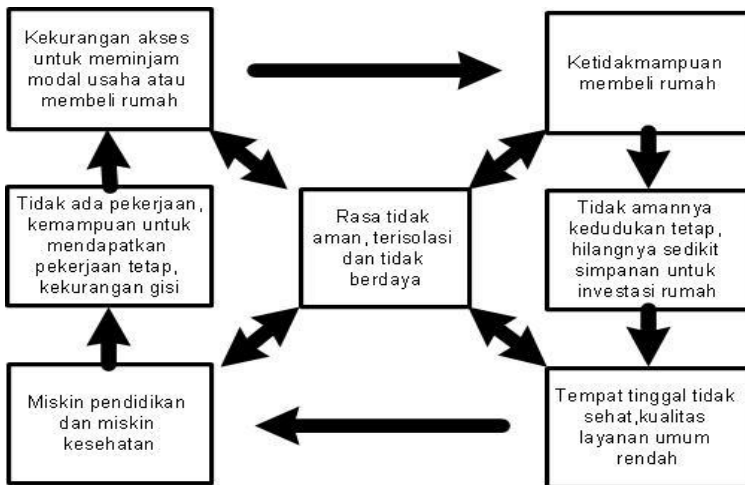 Kekurangan akses
untuk meminjam
modal usaha atau
membeli rumah
Ketidakmampuan
membeli rumah
Tidak ada pekerjaan,
kemampuan untuk
mendapatkan
pekerjaan tetap,
kekurangan gisi
Rasa tidak
aman, terisolasi
dan tidak
berdaya
Tidak amannya
kedudukan tetap,
hilangnya sedikit
simpanan untuk
investasi rumah
Miskin pendidikan
dan miskin
kesehatan
Tempat tinggal tidak
sehat,kualitas
layanan umum
rendah